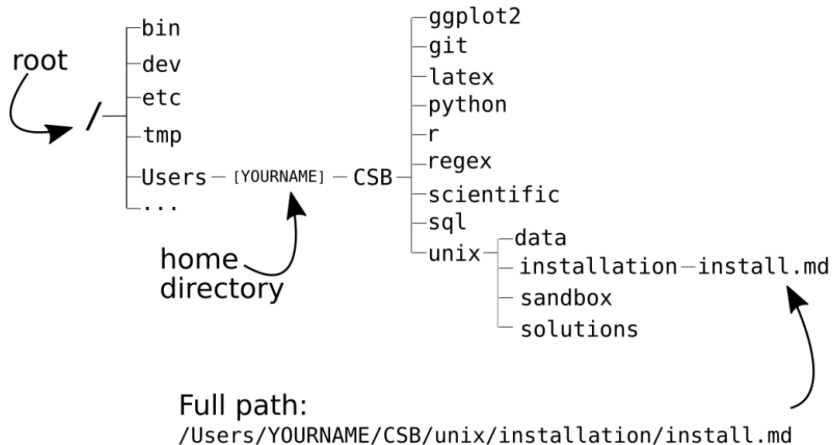 root
/
bin
dev
etc
tmp
Users
...
[YOURNAME]
home
directory
CSB
ggplot2
git
latex
python
r
regex
scientific
sql
unix
data
installation
install.md
sandbox
solutions
Full path:
/Users/YOURNAME/CSB/unix/installation/install.md